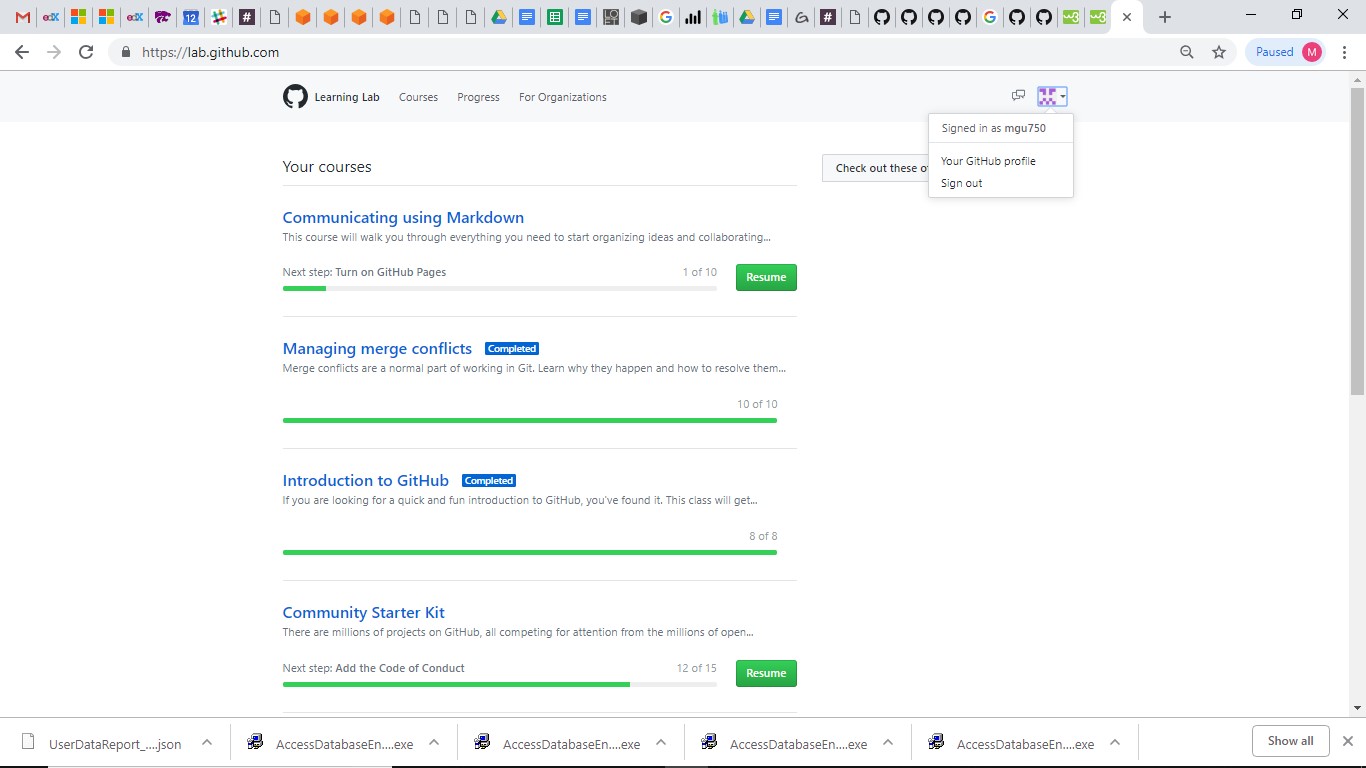 12
https://lab.github.com
Paused
M
Learning Lab
Courses
Progress
For Organizations
Signed in as mgu750
Your GitHub profile
Sign out
Your courses
Check out these
Communicating using Markdown
This course will walk you through everything you need to start organizing ideas and collaborating...
Next step: Turn on GitHub Pages
1 of 10
Resume
Managing merge conflicts
Completed
Merge conflicts are a normal part of working in Git. Learn why they happen and how to resolve them...
10 of 10
Introduction to GitHub
Completed
If you are looking for a quick and fun introduction to GitHub, you've found it. This class will get...
8 of 8
Community Starter Kit
There are millions of projects on GitHub, all competing for attention from the millions of open...
Next step: Add the Code of Conduct
12 of 15
Resume
UserDataReport_....json
AccessDatabaseEn....exe
AccessDatabaseEn....exe
AccessDatabaseEn....exe
AccessDatabaseEn....exe
Show all